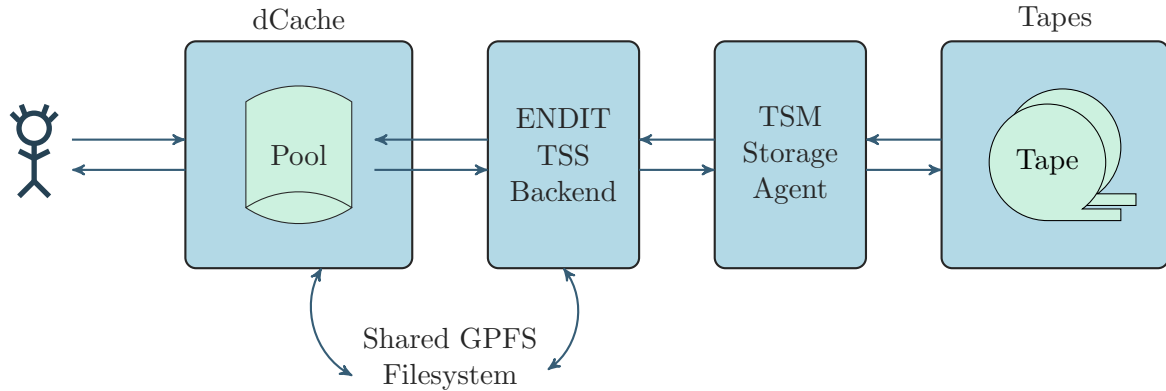 dCache
Tapes
Pool
ENDIT
TSS
Backend
TSM
Storage
Agent
Tape
Shared GPFS
Filesystem